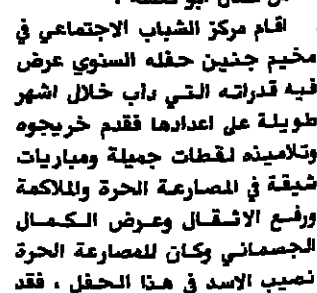 اقام مركز الشباب الاجتماعي في
مخيم جنين حفله السنوي عرض
فيه قدراته التي دأب خلال اشهر
طويلة على اعدادها فقدم خريجوه
وتلاميذه لقطات جميلة ومباريات
شيقة في المصارعة الحرة والملاكمة
ورفع الاثقال وعرض الكمال
الجسماني وكان للمصارعة الحرة
نصيب الاسد في هذا الحفل ، فقد